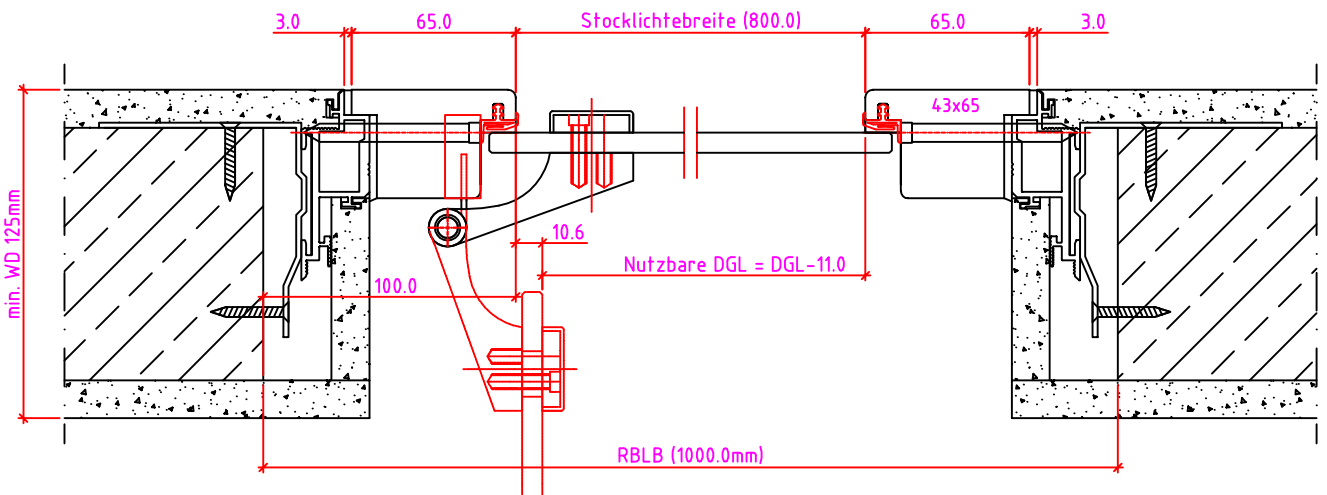 3.0
65.0
Stocklichtebreite (800.0)
65.0
3.0
43x65
min. WD 125mm
10.6
Nutzbare DGL = DGL-11.0
100.0
RBLB (1000.0mm)